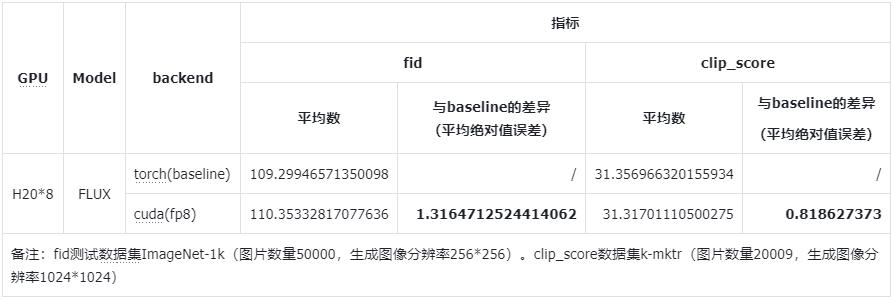 指标
GPU
Model
backend
fid
clip_score
平均数
与baseline的差异
（平均绝对值误差）
平均数
与baseline的差异
（平均绝对值误差）
H20*8
FLUX
torch(baseline)
109.29946571350098
/
31.356966320155934
/
cuda(fp8)
110.35332817077636
1.3164712524414062
31.31701110500275
0.818627373
备注：fid测试数据集ImageNet-1k（图片数量50000，生成图像分辨率256*256）。clip_score数据集k-mktr（图片数量20009，生成图像分
辨率1024*1024）